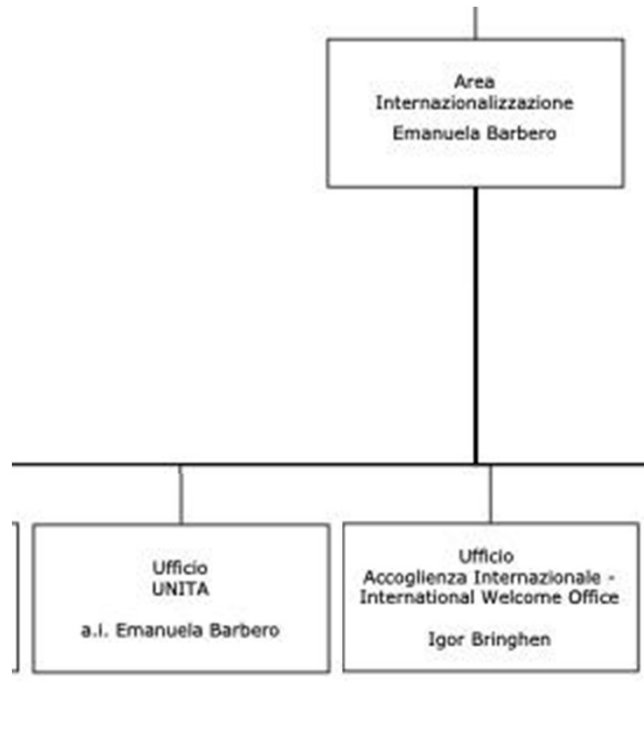 Area
Internazionalizzazione
Emanuela Barbero
Ufficio
UNITA
a.i. Emanuela Barbero
Ufficio
Accoglienza Internazionale -
International Welcome Office
Igor Bringhen